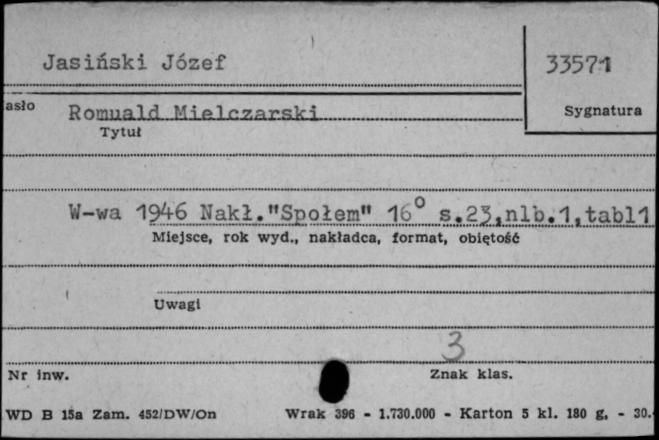 Jasiński Józef
33571
asło
Romuald Mielczarski
Sygnatura
Tytuł
W-wa 1946 Nakł."Społem" 16° s.23,nlb.1,tabl1
Miejsce, rok wyd., nakładca, format, obiętość
Uwagi
3
Nr inw.
Znak klas.
WD B 15a Zam. 452/DW/On Wrak 396 - 1.730.000 - Karton 5 kl. 180 g. - 30.